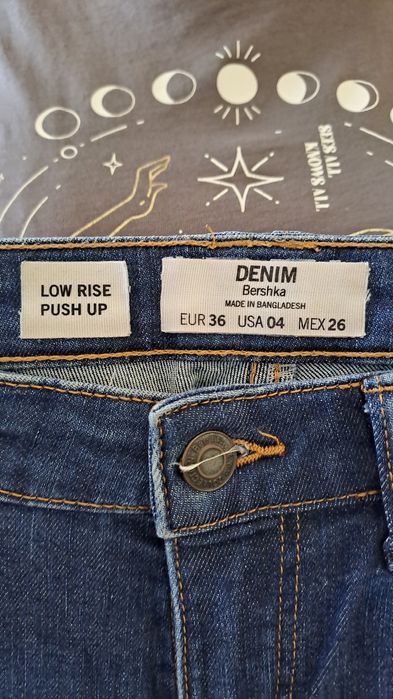 SEES ALL
KNOWS ALL
LOW RISE
PUSH UP
DENIM
Bershka
MADE IN BANGLADESH
EUR 36 USA 04 MEX 26